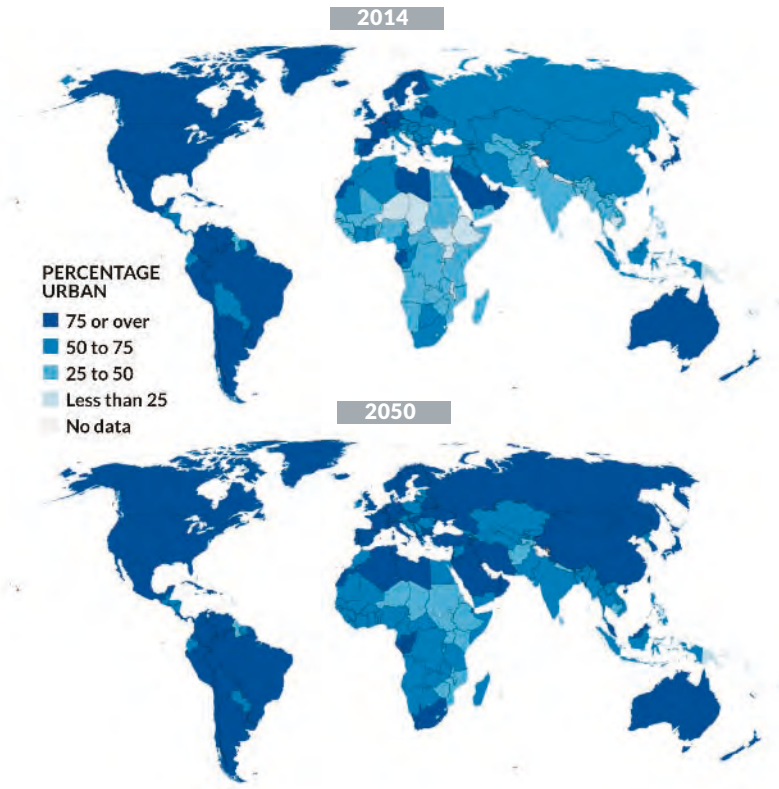 2014
PERCENTAGE
URBAN
75 or over
50 to 75
25 to 50
Less than 25
No data
2050